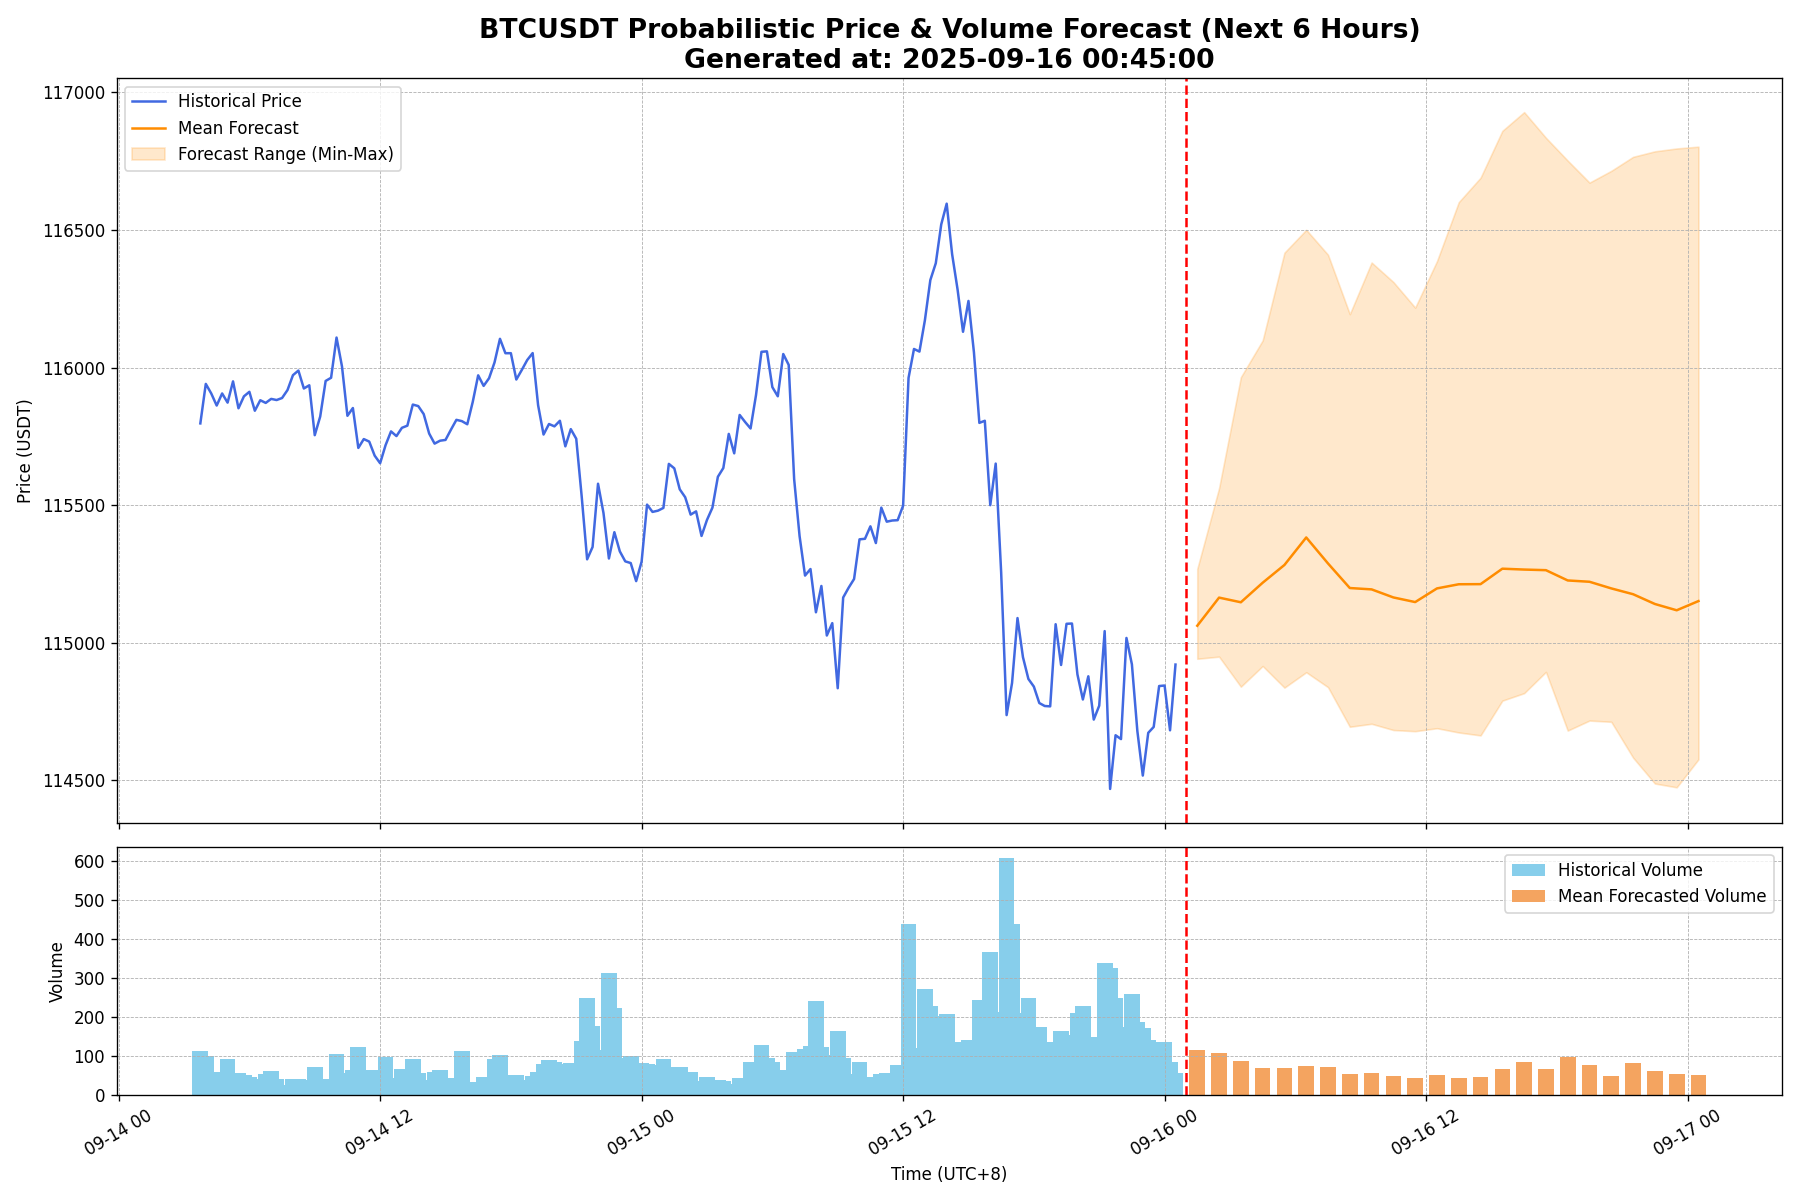 BTCUSDT Probabilistic Price & Volume Forecast (Next 6 Hours)
Generated at: 2025-09-16 00:45:00
Historical Price
Mean Forecast
Forecast Range (Min-Max)
117000
116500
116000
115500
115000
114500
Price (USDT)
Historical Volume
Mean Forecasted Volume
600
500
400
300
200
100
0
Volume
09-14 00
09-14 12
09-15 00
09-15 12
09-16 00
09-16 12
09-17 00
Time (UTC+8)